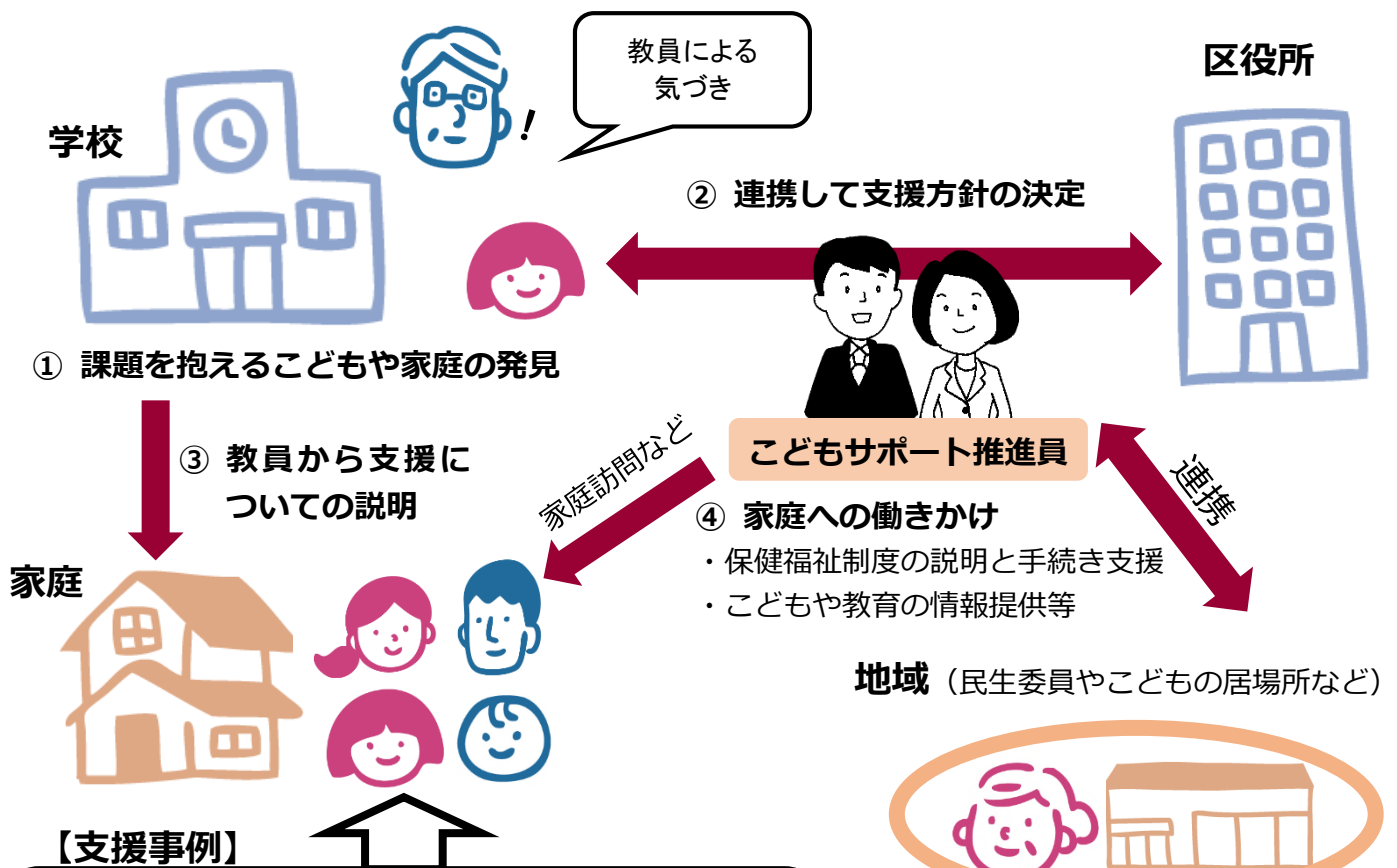 教員による
気づき
!
区役所
学校
② 連携して支援方針の決定
① 課題を抱えるこどもや家庭の発見
③ 教員から支援に
ついての説明
家庭訪問など
こどもサポート推進員
連携
④ 家庭への働きかけ
・保健福祉制度の説明と手続き支援
・こどもや教育の情報提供等
家庭
地域（民生委員やこどもの居場所など）
【支援事例】